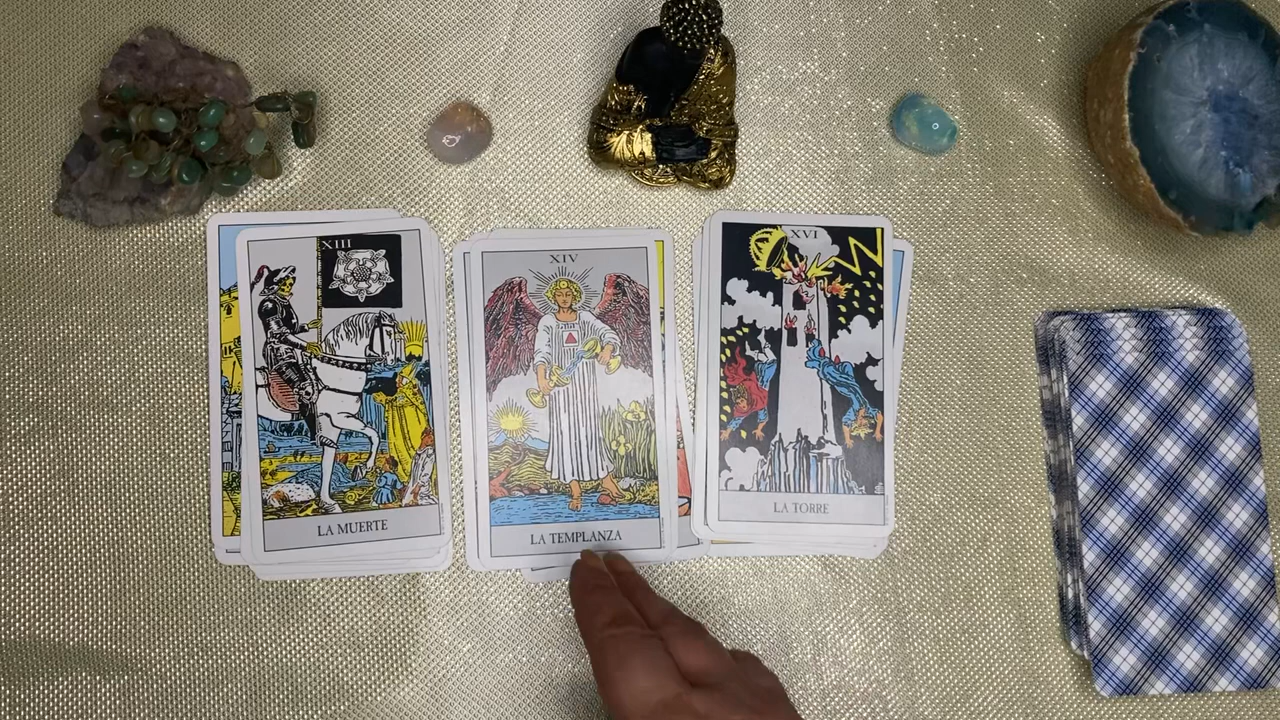 XIII
LA MUERTE
XIV
LA TEMPLANZA
XVI
LA TORRE